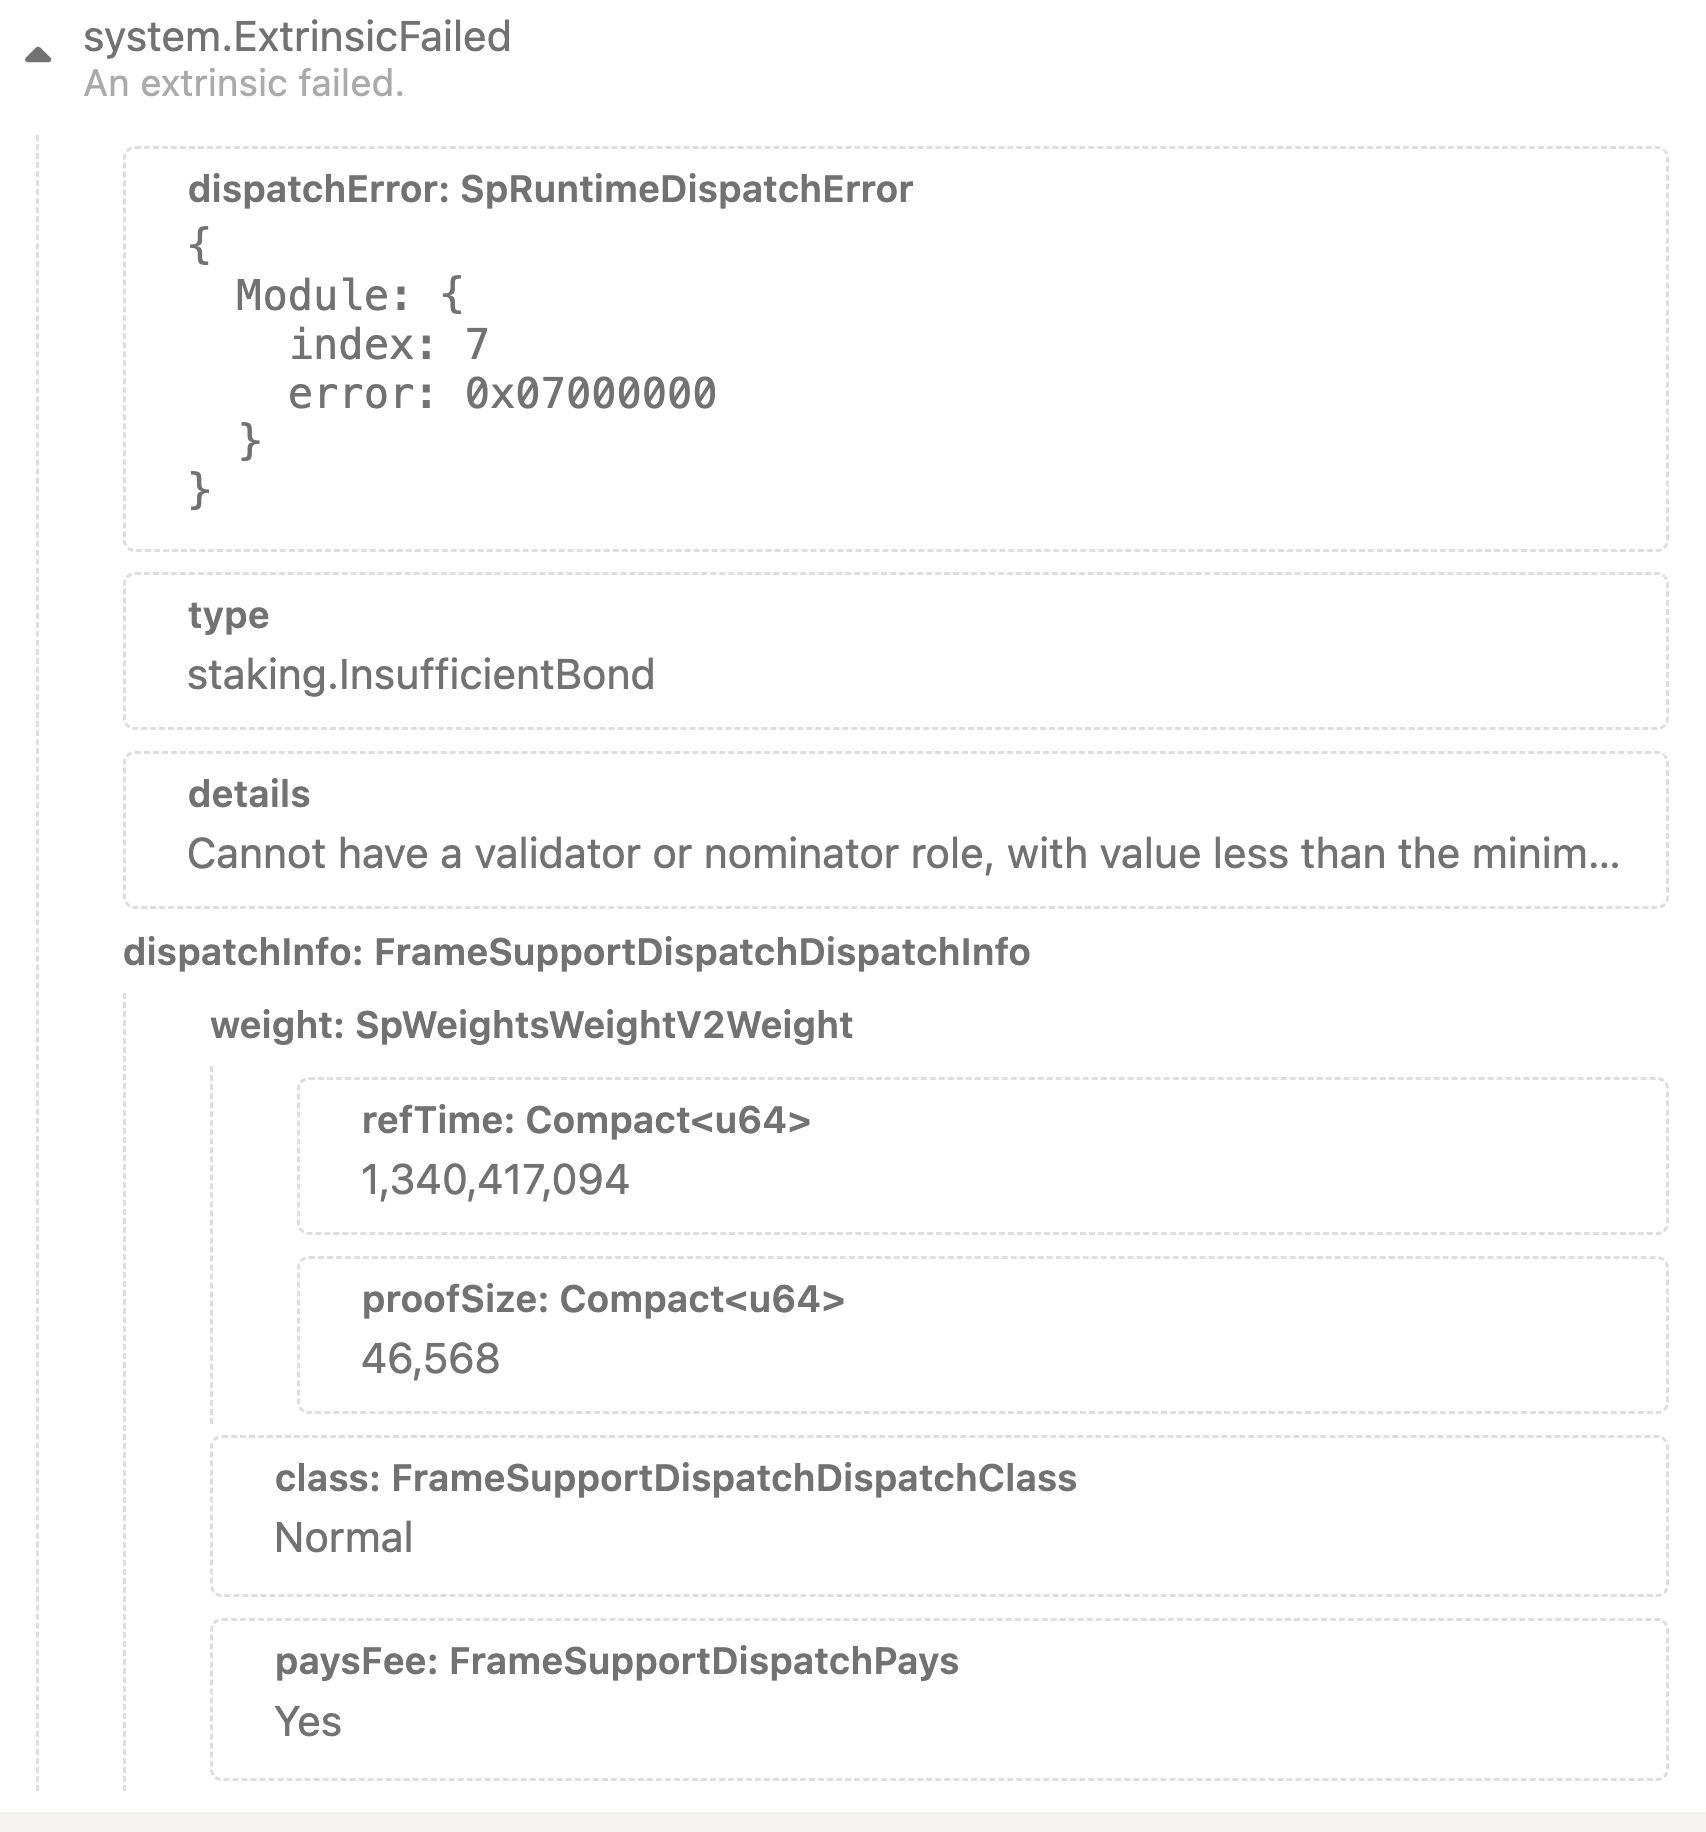 system.ExtrinsicFailed
An extrinsic failed.
dispatchError: SpRuntimeDispatchError
{
Module: {
index: 7
error: 0x07000000
}
}
type
staking.InsufficientBond
details
Cannot have a validator or nominator role, with value less than the minim...
dispatchInfo: FrameSupportDispatchDispatchInfo
weight: SpWeightsWeightV2Weight
refTime: Compact<u64>
1,340,417,094
proofSize: Compact<u64>
46,568
class: FrameSupportDispatchDispatchClass
Normal
paysFee: FrameSupportDispatchPays
Yes